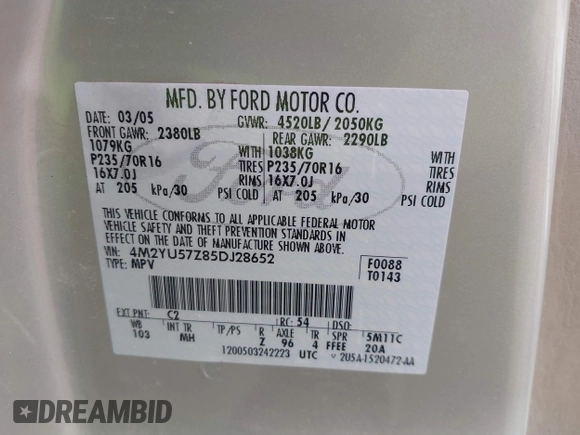 MFD. BY FORD MOTOR CO.
DATE: 03/05 GVWR: 4520LB/ 2050KG
FRONT GAWR: 2380LB REAR GAWR: 2290LB
1079KG WITH 1038KG WITH
P235/70R16 TIRES P235/70R16 TIRES
16X7.0J RIMS 16X7.0J RIMS
AT 205 kPa/30 PSI COLD AT 205 kPa/30 PSI COLD
Ford
THIS VEHICLE CONFORMS TO ALL APPLICABLE FEDERAL MOTOR
VEHICLE SAFETY AND THEFT PREVENTION STANDARDS IN
EFFECT ON THE DATE OF MANUFACTURE SHOWN ABOVE.
VIN: 4M2YU57Z85DJ28652 F0088
TYPE: MPV T0143
EXT PNT: C2 RC: 54 DSO:
WB INT TR TP/PS R AXLE TR SPR 5M11C
103 MH Z 96 4 FFEE 20A
1200503242223 UTC 2U5A-1520472-AA
DREAMBID